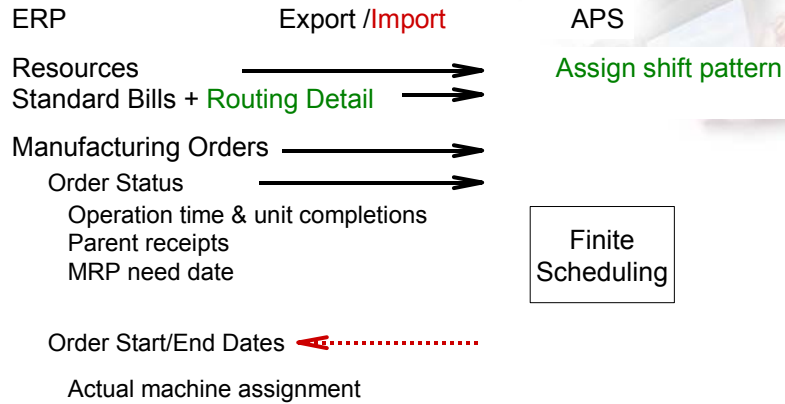 ERP Export /Import APS
Resources Assign shift pattern
Standard Bills + Routing Detail
Manufacturing Orders
Order Status
Operation time & unit completions
Parent receipts
MRP need date
Finite
Scheduling
Order Start/End Dates
Actual machine assignment